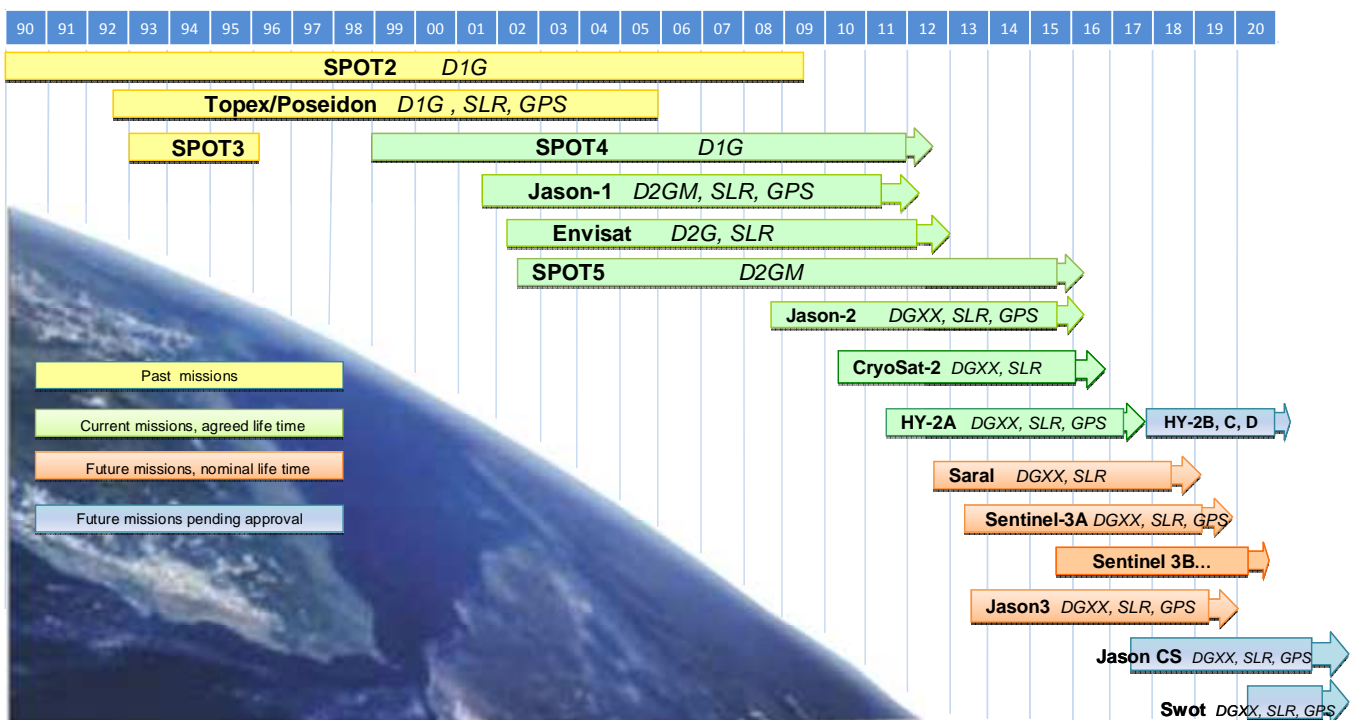 90 91 92 93 94 95 96 97 98 99 00 01 02 03 04 05 06 07 08 09 10 11 12 13 14 15 16 17 18 19 20
SPOT2 D1G
Topex/Poseidon D1G , SLR, GPS
SPOT3 SPOT4 D1G
Jason-1 D2GM, SLR, GPS
Envisat D2G, SLR
SPOT5 D2GM
Jason-2 DGXX, SLR, GPS
CryoSat-2 DGXX, SLR
Past missions
HY-2A DGXX, SLR, GPS HY-2B, C, D
Current missions, agreed life time
Future missions, nominal life time
Saral DGXX, SLR
Sentinel-3A DGXX, SLR, GPS
Future missions pending approval
Sentinel 3B...
Jason3 DGXX, SLR, GPS
Jason CS DGXX, SLR, GPS
Swot DGXX, SLR, GPS